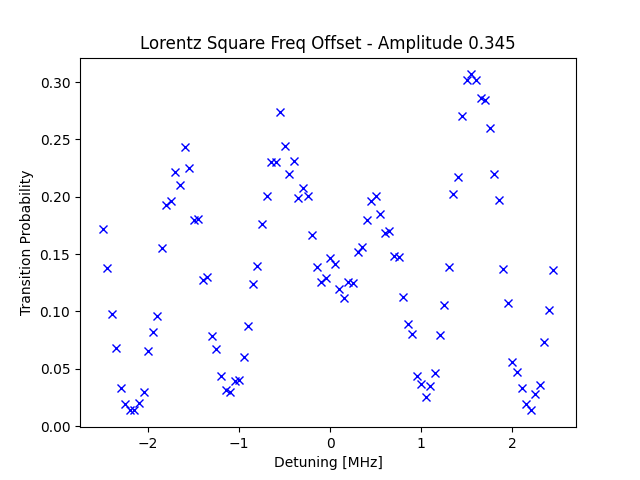 Lorentz Square Freq Offset - Amplitude 0.345
Transition Probability
0.30
0.25
0.20
0.15
0.10
0.05
0.00
−2 −1 0 1 2
Detuning [MHz]